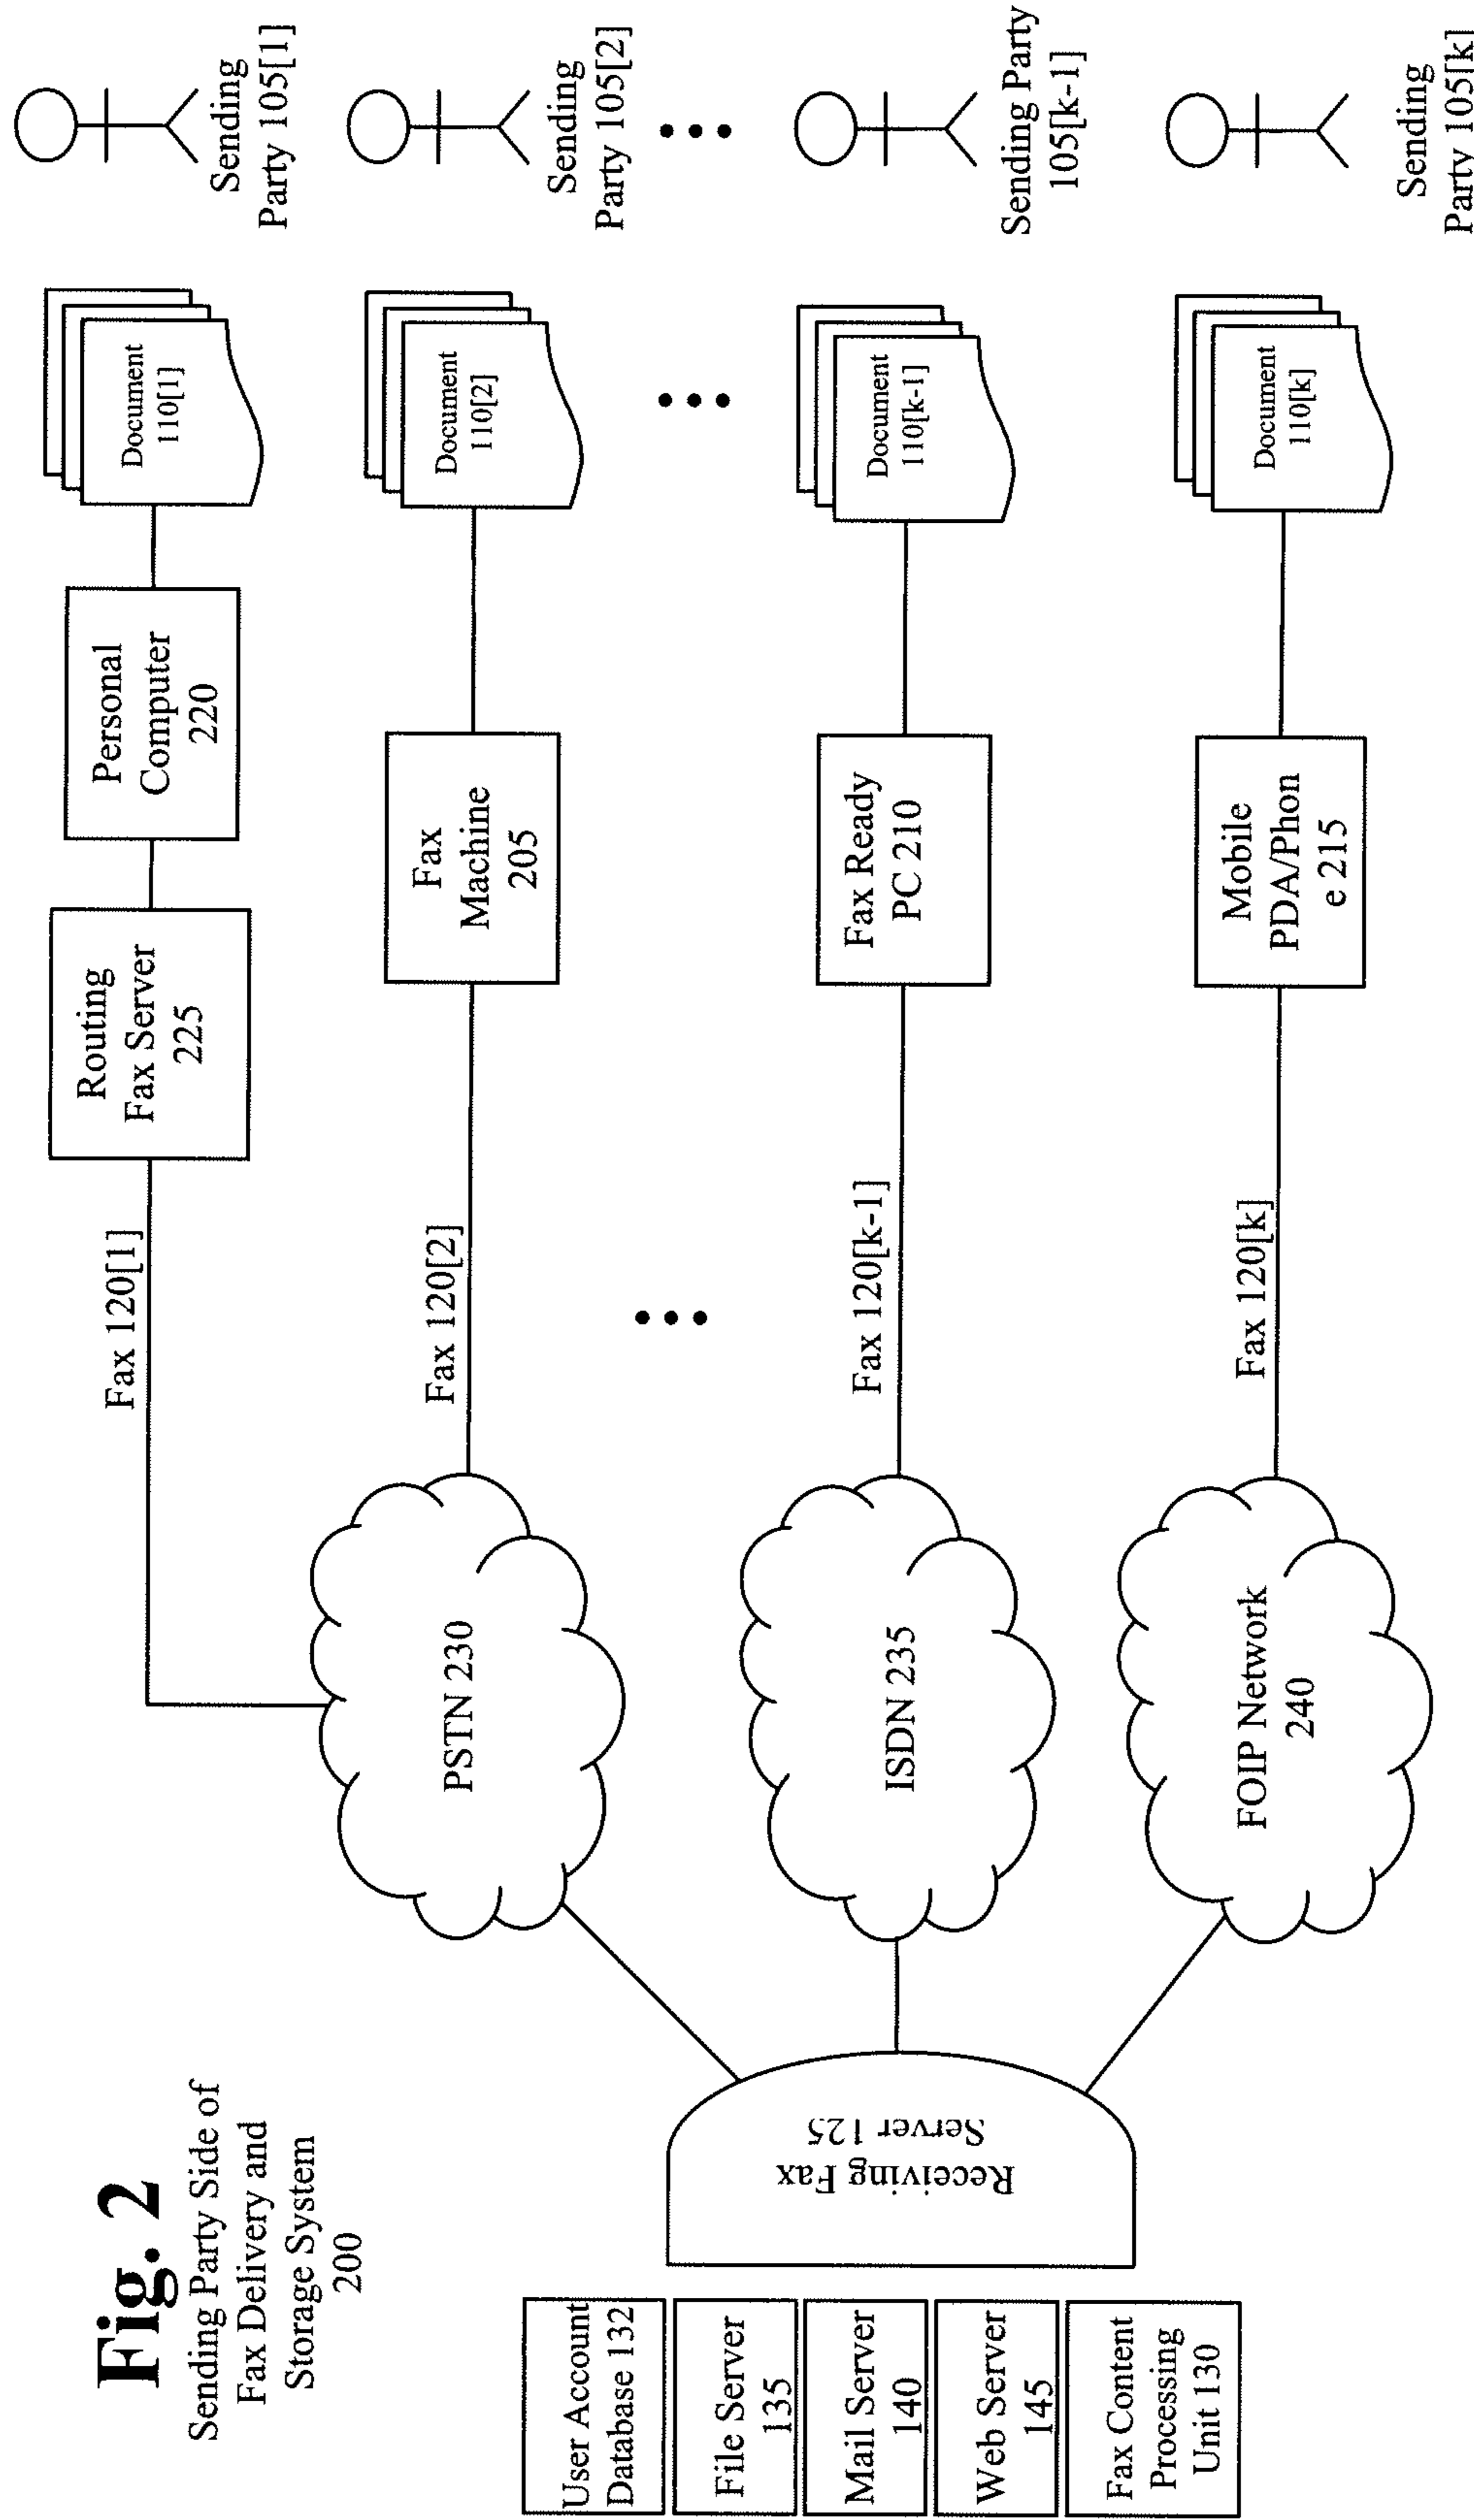 Fig. 2
Sending Party Side of
Fax Delivery and
Storage System
200
User Account
Database 132
File Server
135
Mail Server
140
Web Server
145
Fax Content
Processing
Unit 130
Receiving Fax
Server 125
PSTN 230
ISDN 235
FOIP Network
240
Fax 120[1]
Fax 120[2]
Fax 120[k-1]
Fax 120[k]
Routing
Fax Server
225
Personal
Computer
220
Fax
Machine
205
Fax Ready
PC 210
Mobile
PDA/Phon
e 215
Document
110[1]
Document
110[2]
Document
110[k-1]
Document
110[k]
Sending
Party 105[1]
Sending
Party 105[2]
Sending Party
105[k-1]
Sending
Party 105[k]